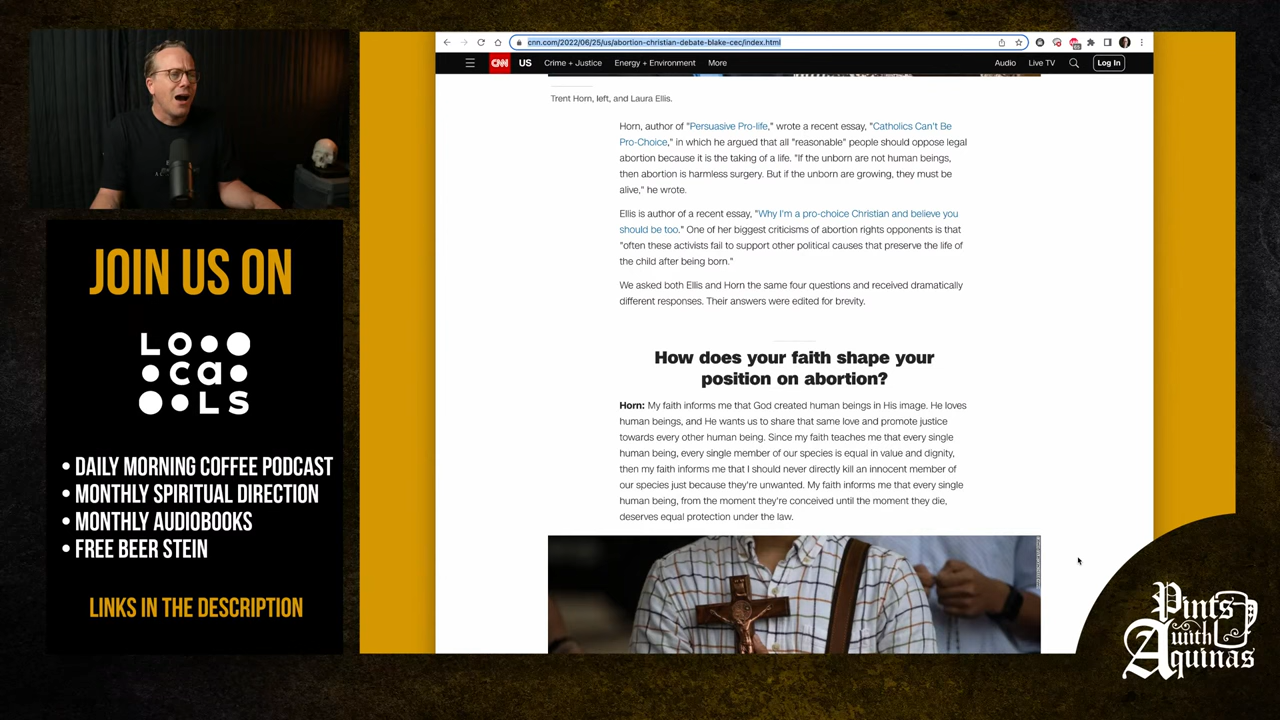 JOIN US ON
LOcaLS
• DAILY MORNING COFFEE PODCAST
• MONTHLY SPIRITUAL DIRECTION
• MONTHLY AUDIOBOOKS
• FREE BEER STEIN
LINKS IN THE DESCRIPTION
cnn.com/2022/06/25/us/abortion-christian-debate-blake-cec/index.html
CNN US Crime + Justice Energy + Environment More Audio Live TV Log In
Trent Horn, left, and Laura Ellis.
Horn, author of "Persuasive Pro-life," wrote a recent essay, "Catholics Can't Be
Pro-Choice," in which he argued that all "reasonable" people should oppose legal
abortion because it is the taking of a life. "If the unborn are not human beings,
then abortion is harmless surgery. But if the unborn are growing, they must be
alive," he wrote.
Ellis is author of a recent essay, "Why I'm a pro-choice Christian and believe you
should be too." One of her biggest criticisms of abortion rights opponents is that
"often these activists fail to support other political causes that preserve the life of
the child after being born."
We asked both Ellis and Horn the same four questions and received dramatically
different responses. Their answers were edited for brevity.
How does your faith shape your
position on abortion?
Horn: My faith informs me that God created human beings in His image. He loves
human beings, and He wants us to share that same love and promote justice
towards every other human being. Since my faith teaches me that every single
human being, every single member of our species is equal in value and dignity,
then my faith informs me that I should never directly kill an innocent member of
our species just because they're unwanted. My faith informs me that every single
human being, from the moment they're conceived until the moment they die,
deserves equal protection under the law.
Pints
with
Aquinas